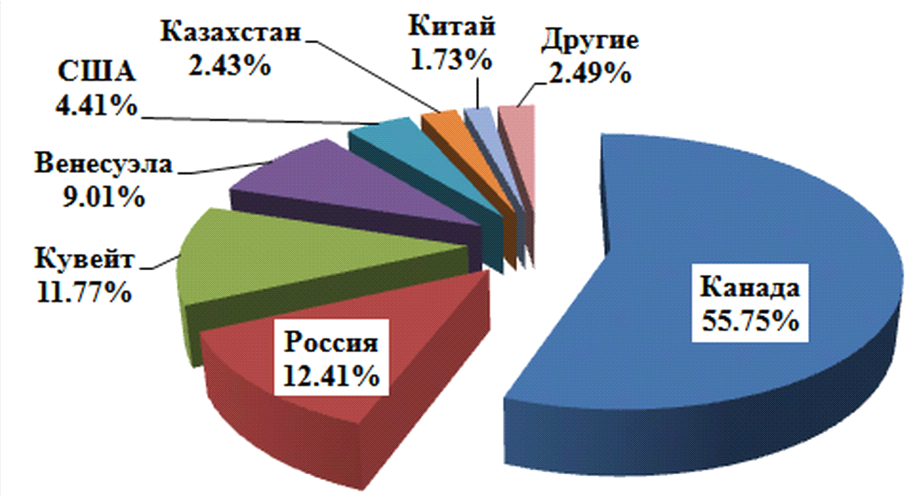 Казахстан
2.43%
Китай
1.73%
Другие
2.49%
США
4.41%
Венесуэла
9.01%
Кувейт
11.77%
Россия
12.41%
Канада
55.75%